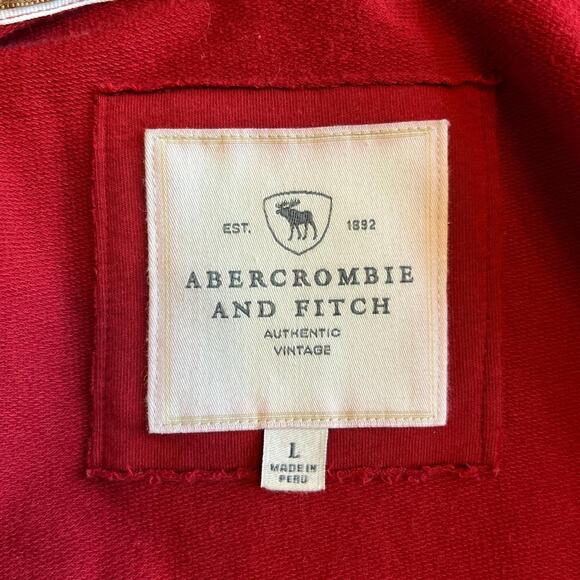 EST. 1892
ABERCROMBIE
AND FITCH
AUTHENTIC
VINTAGE
L
MADE IN
PERU